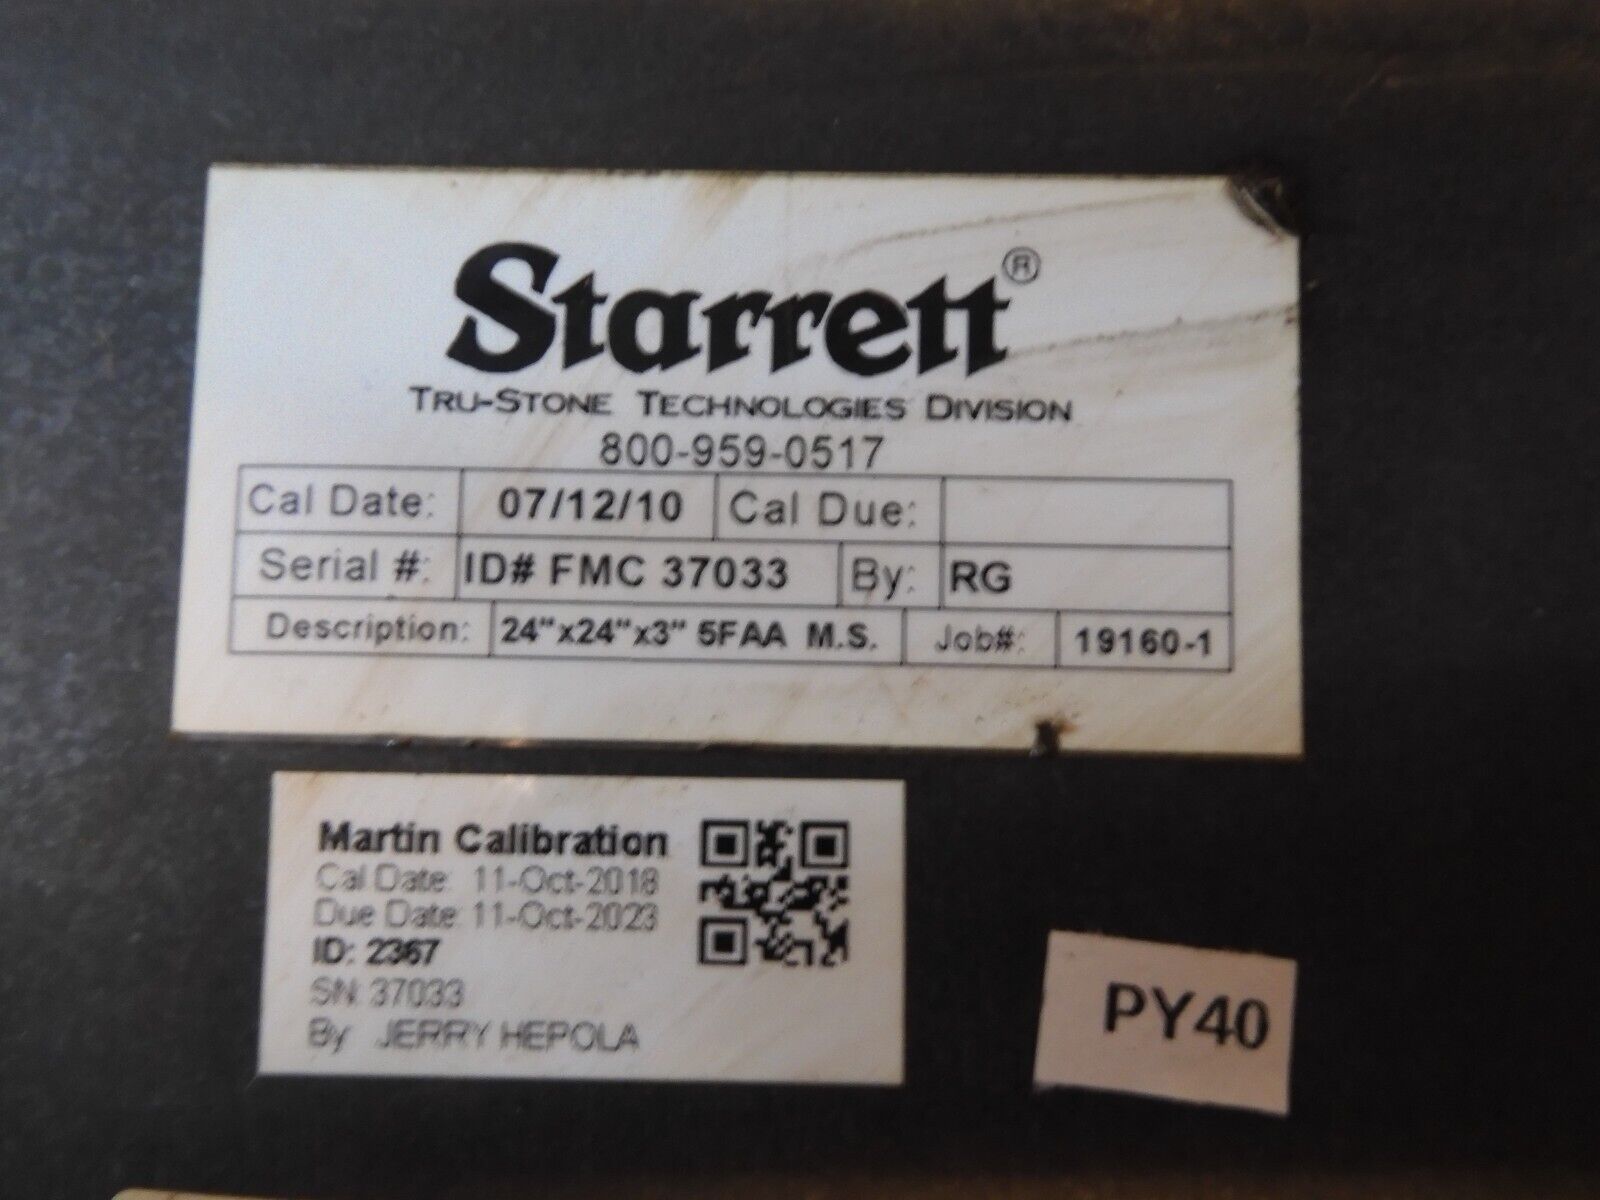 Starrett®
TRU-STONE TECHNOLOGIES DIVISION
800-959-0517
Cal Date: 07/12/10 Cal Due:
Serial #: ID# FMC 37033 By: RG
Description: 24"x24"x3" 5FAA M.S. Job#: 19160-1
Martin Calibration
Cal Date: 11-Oct-2018
Due Date: 11-Oct-2023
ID: 2367
SN: 37033
By: JERRY HEPOLA
PY40